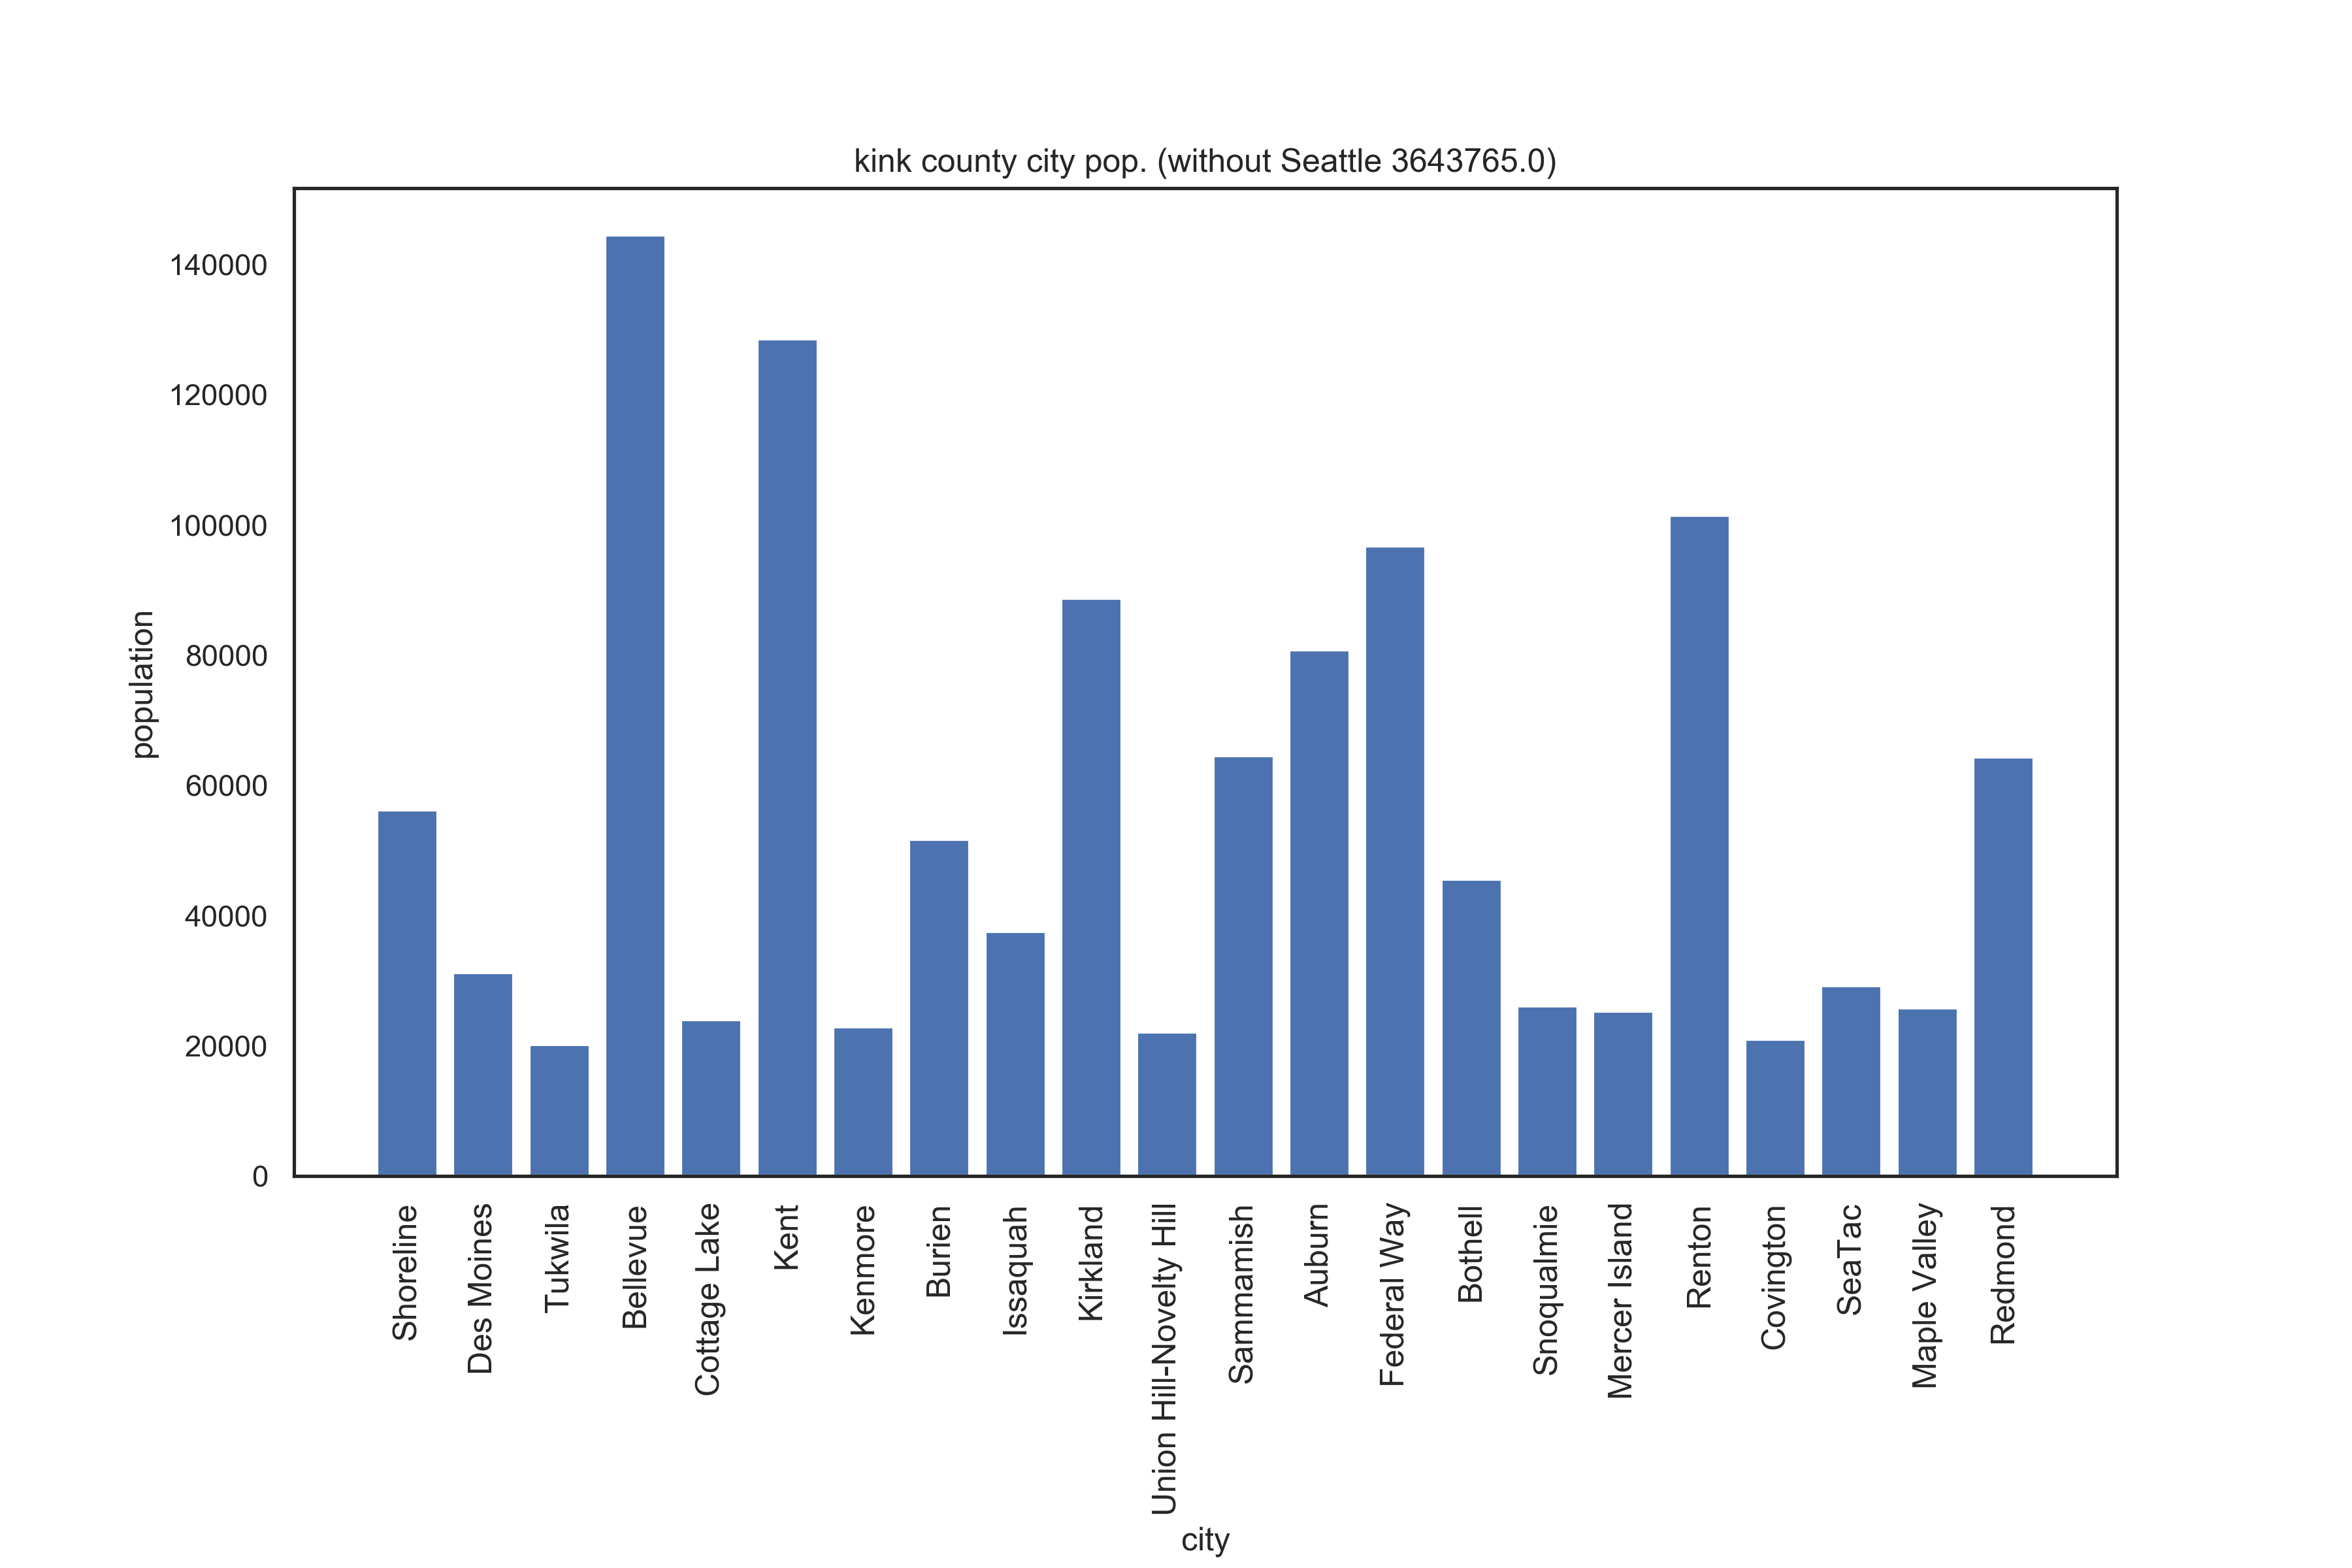 kink county city pop. (without Seattle 3643765.0)
population
140000
120000
100000
80000
60000
40000
20000
0
Shoreline
Des Moines
Tukwila
Bellevue
Cottage Lake
Kent
Kenmore
Burien
Issaquah
Kirkland
Union Hill-Novelty Hill
Sammamish
Auburn
Federal Way
Bothell
Snoqualmie
Mercer Island
Renton
Covington
SeaTac
Maple Valley
Redmond
city